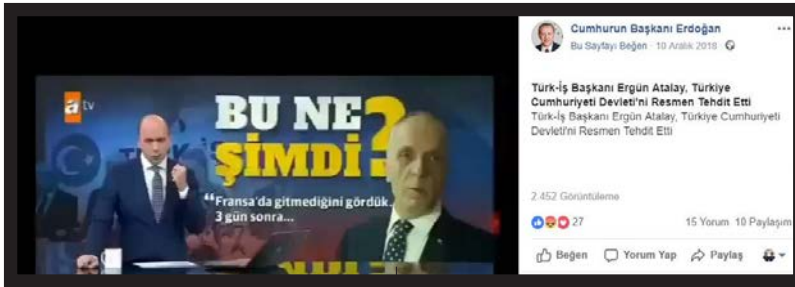 atv
BU NE
ŞİMDİ?
“Fransa'da gitmediğini gördük.
3 gün sonra...
Cumhurun Başkanı Erdoğan
Bu Sayfayı Beğen · 10 Aralık 2018
Türk-İş Başkanı Ergün Atalay, Türkiye
Cumhuriyeti Devleti'ni Resmen Tehdit Etti
Türk-İş Başkanı Ergün Atalay, Türkiye Cumhuriyeti
Devleti'ni Resmen Tehdit Etti
2.452 Görüntüleme
27
15 Yorum 10 Paylaşım
Beğen Yorum Yap Paylaş